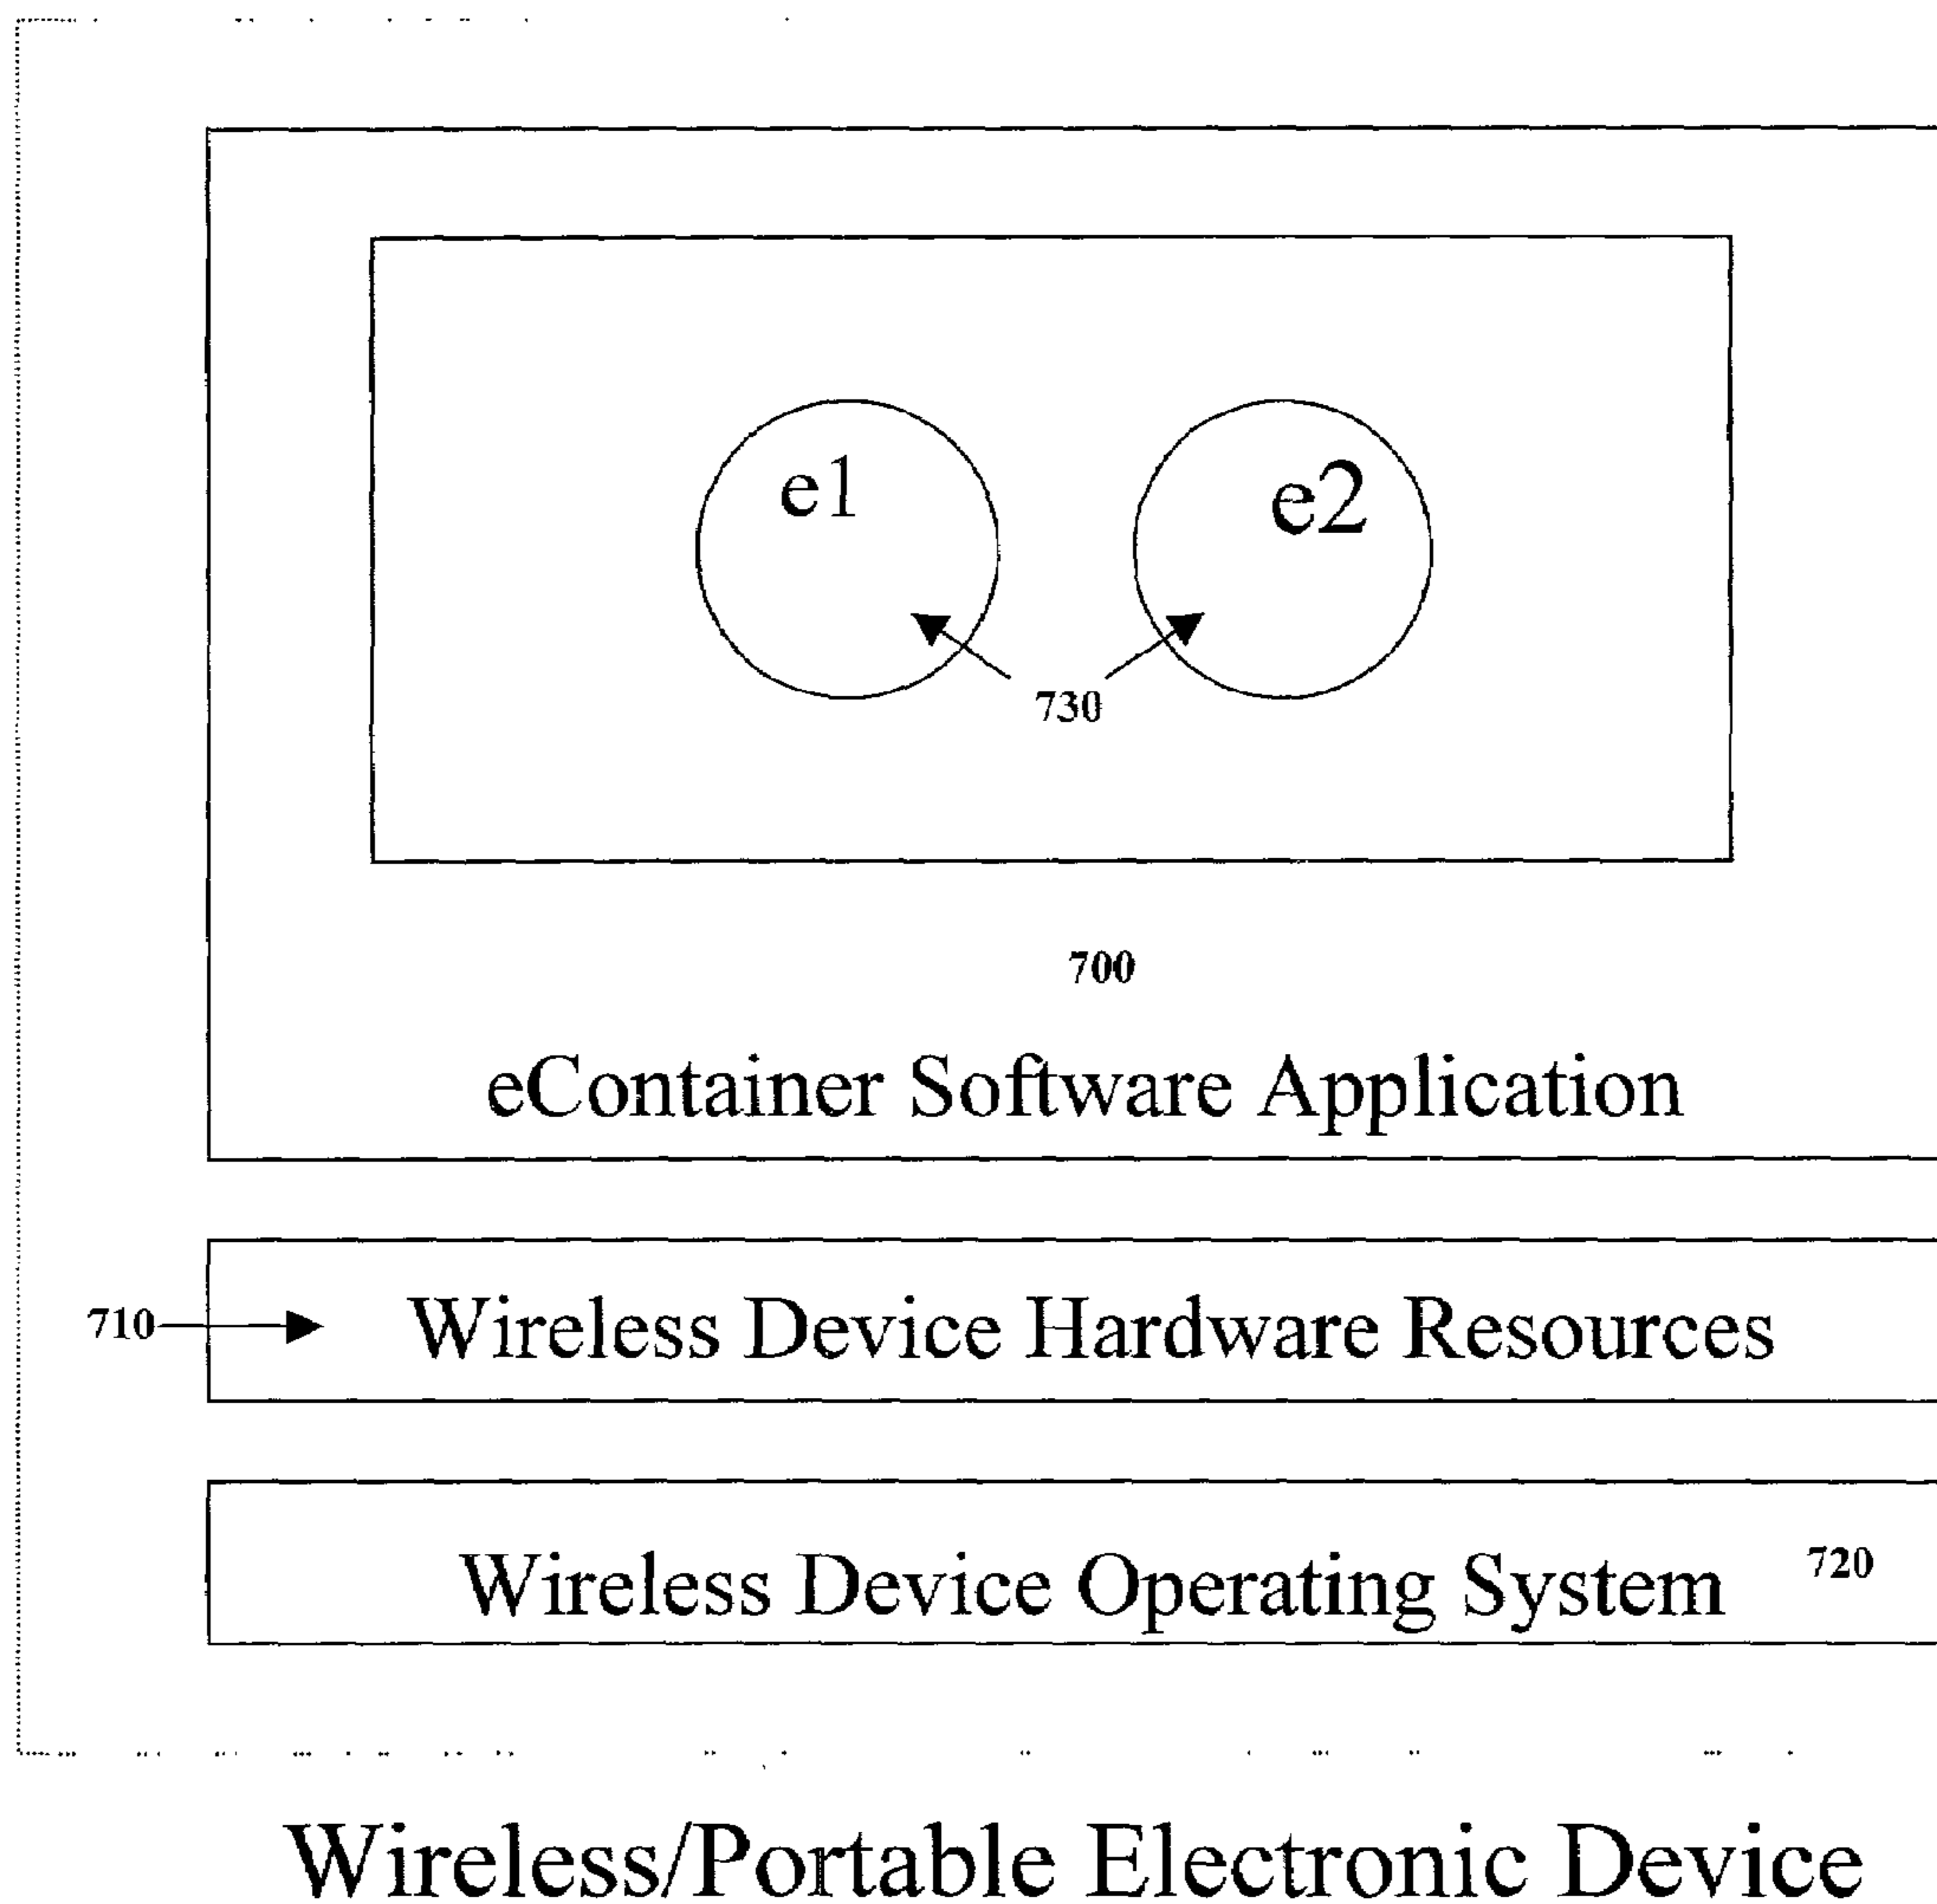 e1 e2
730
700
eContainer Software Application
710 Wireless Device Hardware Resources
Wireless Device Operating System 720
Wireless/Portable Electronic Device